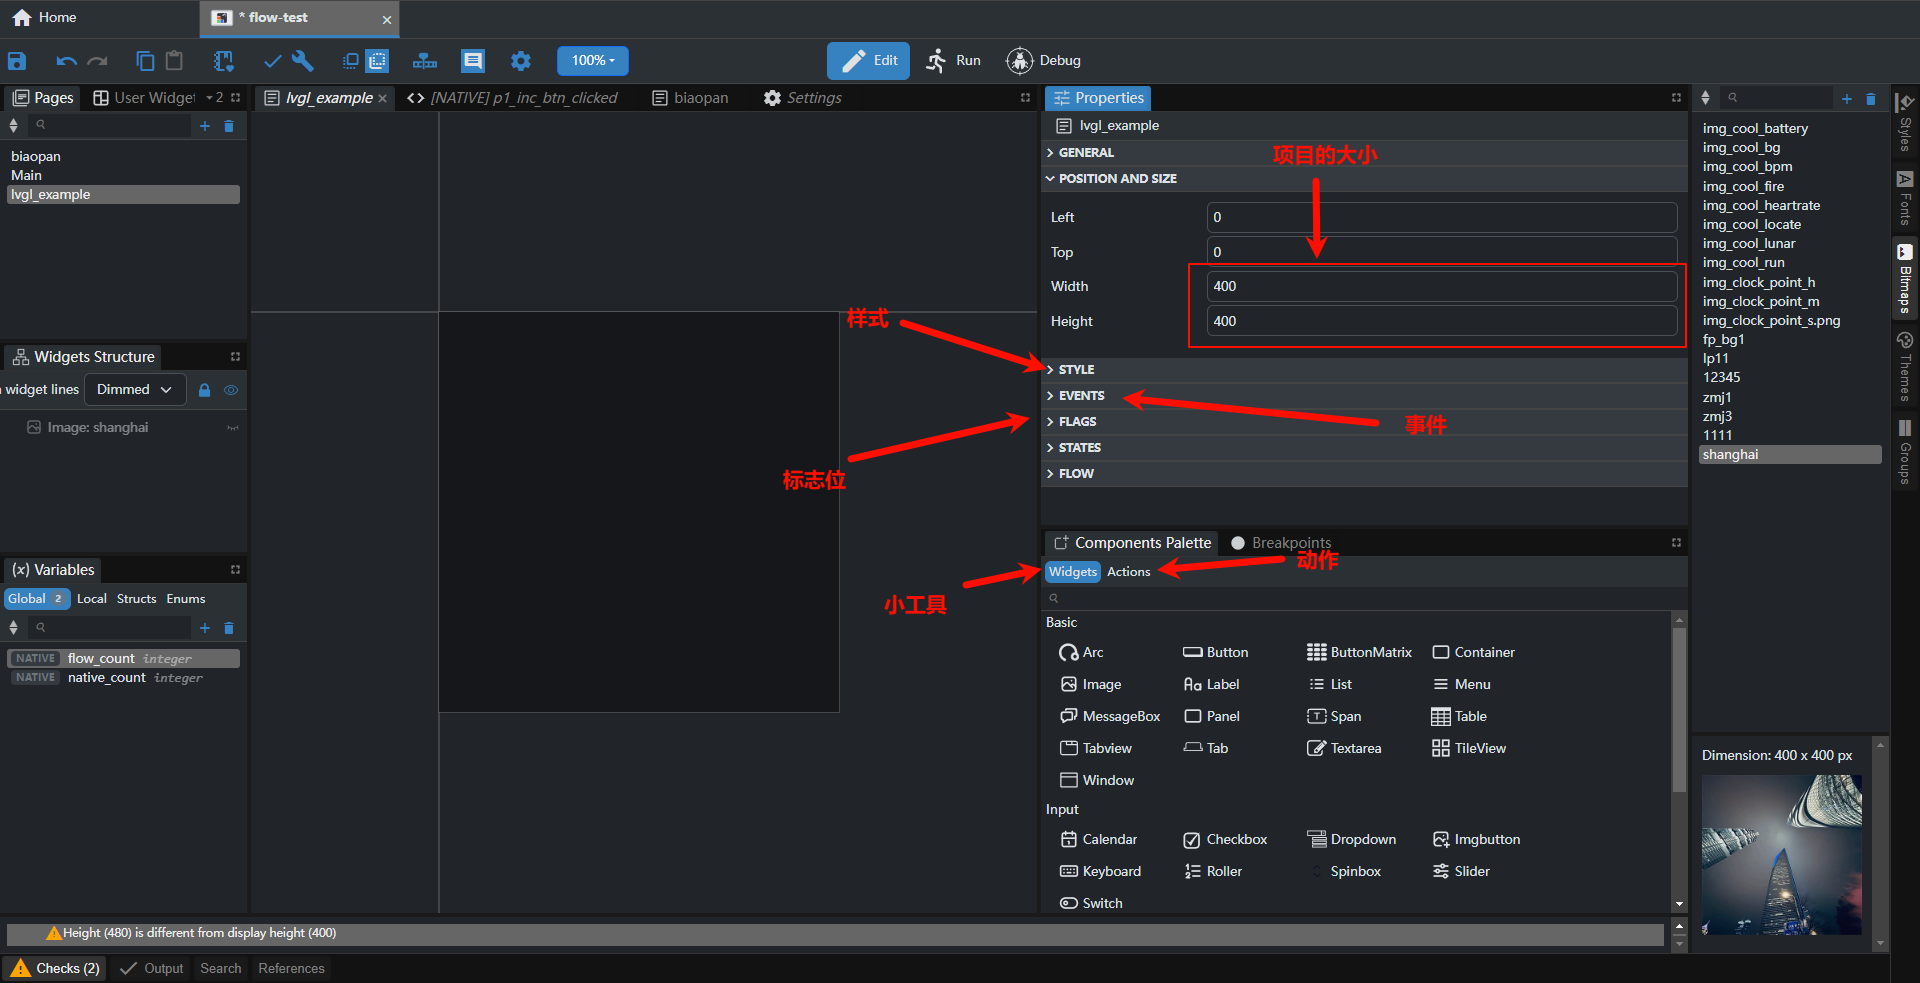 Home
* flow-test
100%
Edit
Run
Debug
Pages
User Widget
2
lvgl_example
[NATIVE] p1_inc_btn_clicked
biaopan
Settings
Properties
biaopan
Main
lvgl_example
Widgets Structure
widget lines
Dimmed
Image: shanghai
(x) Variables
Global 2
Local
Structs
Enums
NATIVE flow_count integer
NATIVE native_count integer
样式
标志位
小工具
lvgl_example
GENERAL
项目的大小
POSITION AND SIZE
Left 0
Top 0
Width 400
Height 400
STYLE
EVENTS
事件
FLAGS
STATES
FLOW
Components Palette
Breakpoints
动作
Widgets
Actions
Basic
Arc Button ButtonMatrix Container
Image Label List Menu
MessageBox Panel Span Table
Tabview Tab Textarea TileView
Window
Input
Calendar Checkbox Dropdown Imgbutton
Keyboard Roller Spinbox Slider
Switch
img_cool_battery
img_cool_bg
img_cool_bpm
img_cool_fire
img_cool_heartrate
img_cool_locate
img_cool_lunar
img_cool_run
img_clock_point_h
img_clock_point_m
img_clock_point_s.png
fp_bg1
lp11
12345
zmj1
zmj3
1111
shanghai
Dimension: 400 x 400 px
Styles
Fonts
Bitmaps
Themes
Groups
Height (480) is different from display height (400)
Checks (2)
Output
Search
References